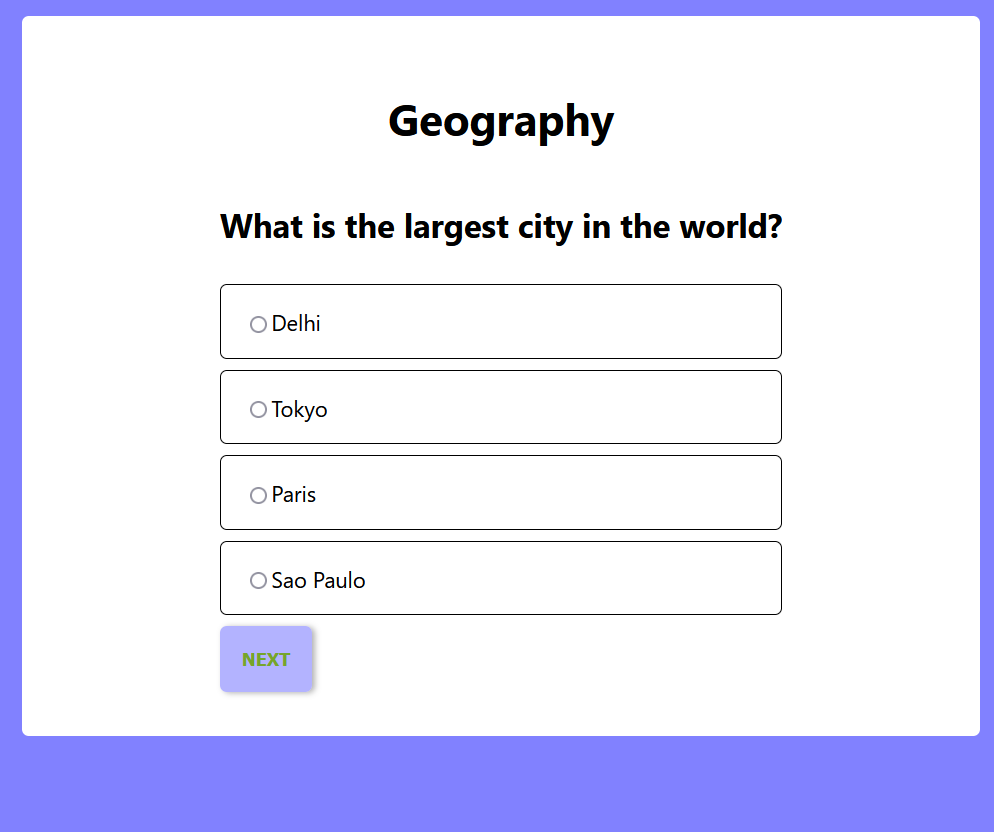 Geography
What is the largest city in the world?
Delhi
Tokyo
Paris
Sao Paulo
NEXT